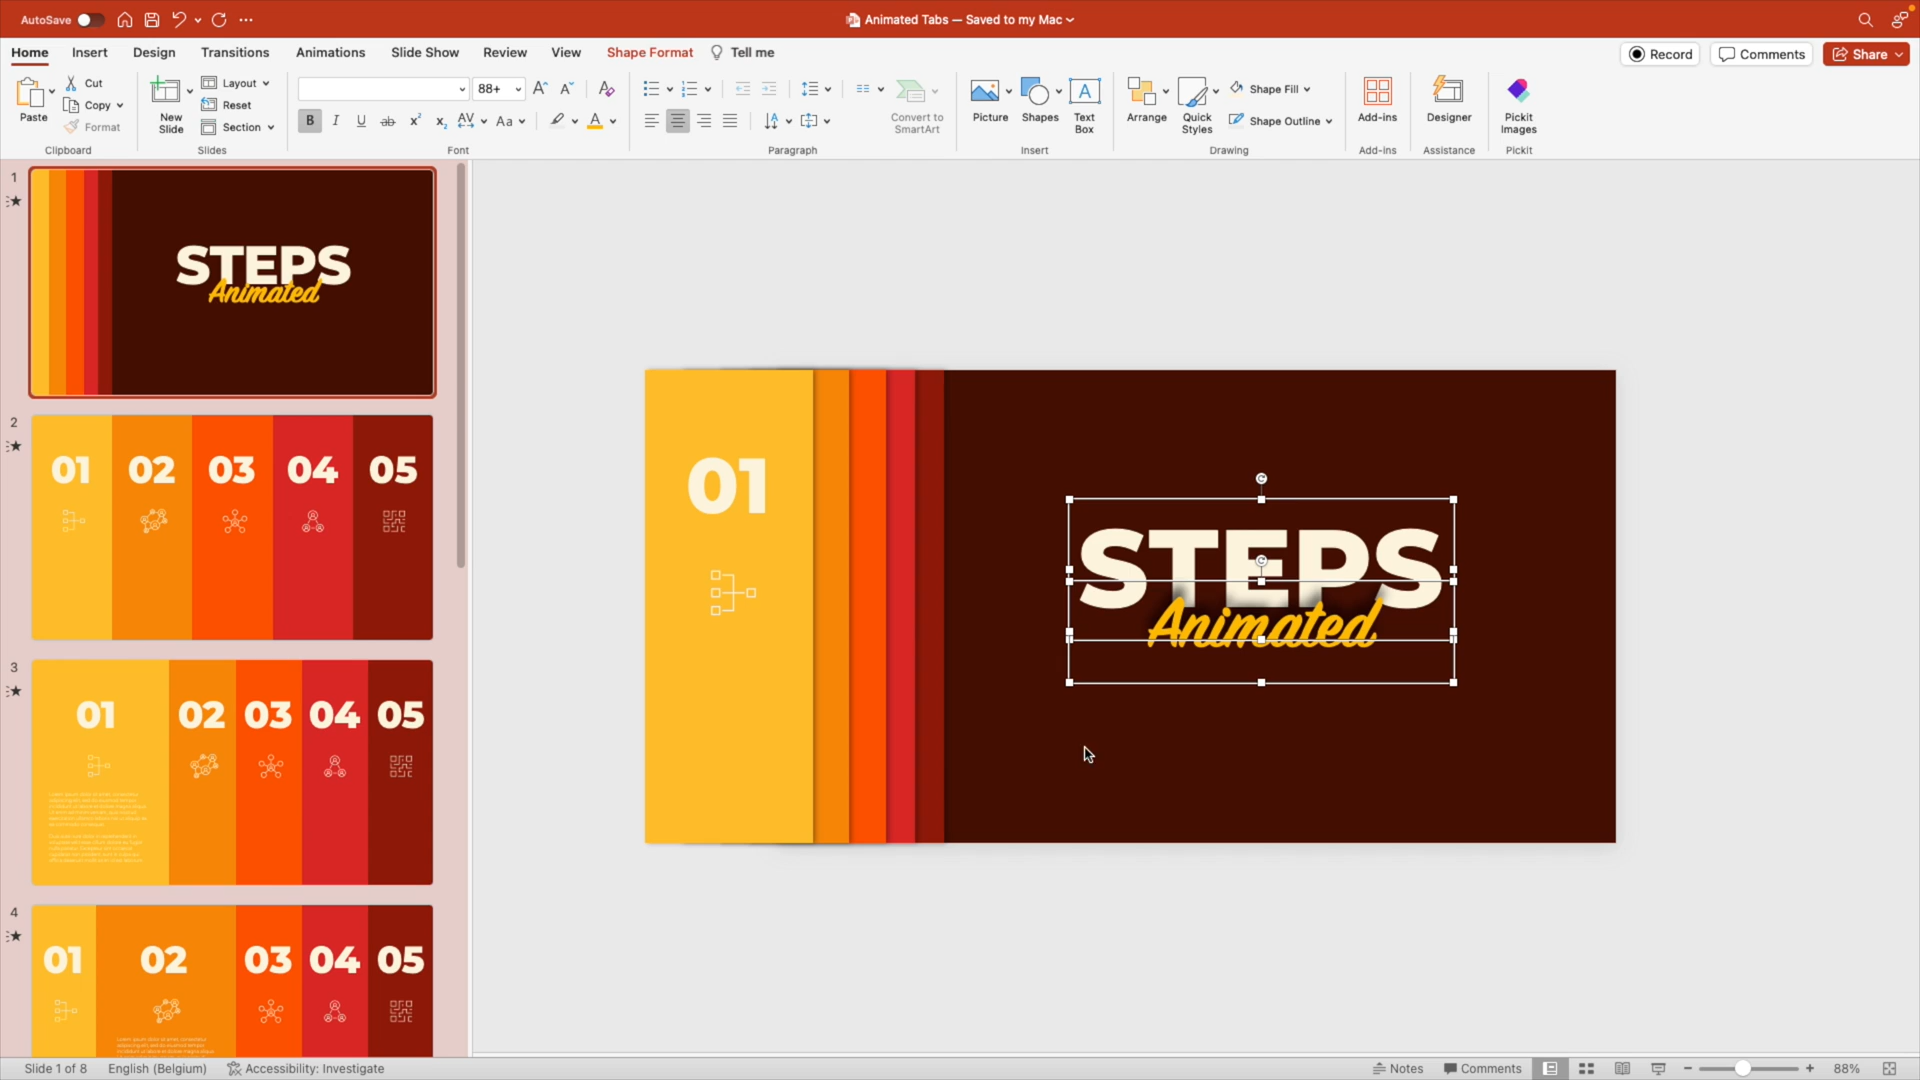 AutoSave
Animated Tabs — Saved to my Mac
Home Insert Design Transitions Animations Slide Show Review View Shape Format Tell me
Record Comments Share
Paste
Cut
Copy
Format
Clipboard
New Slide
Layout
Reset
Section
Slides
88+
B I U ab x² x₂ AV Aa A
Font
Convert to SmartArt
Paragraph
Picture Shapes Text Box
Insert
Arrange Quick Styles
Shape Fill
Shape Outline
Drawing
Add-ins
Add-ins
Designer
Assistance
Pickit Images
Pickit
1
STEPS
Animated
2
01 02 03 04 05
3
01 02 03 04 05
4
01 02 03 04 05
01
STEPS
Animated
Slide 1 of 8 English (Belgium) Accessibility: Investigate
Notes Comments 88%